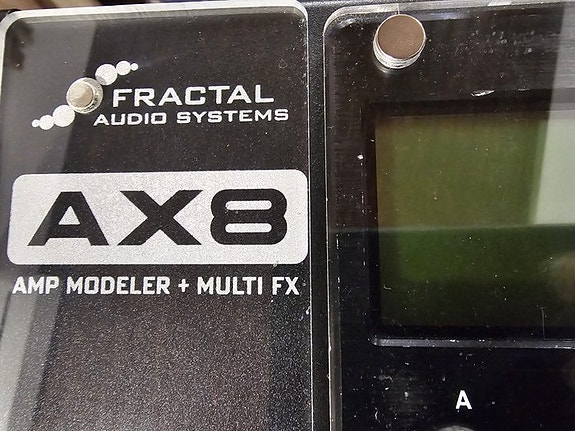 FRACTAL
AUDIO SYSTEMS
AX8
AMP MODELER + MULTI FX
A